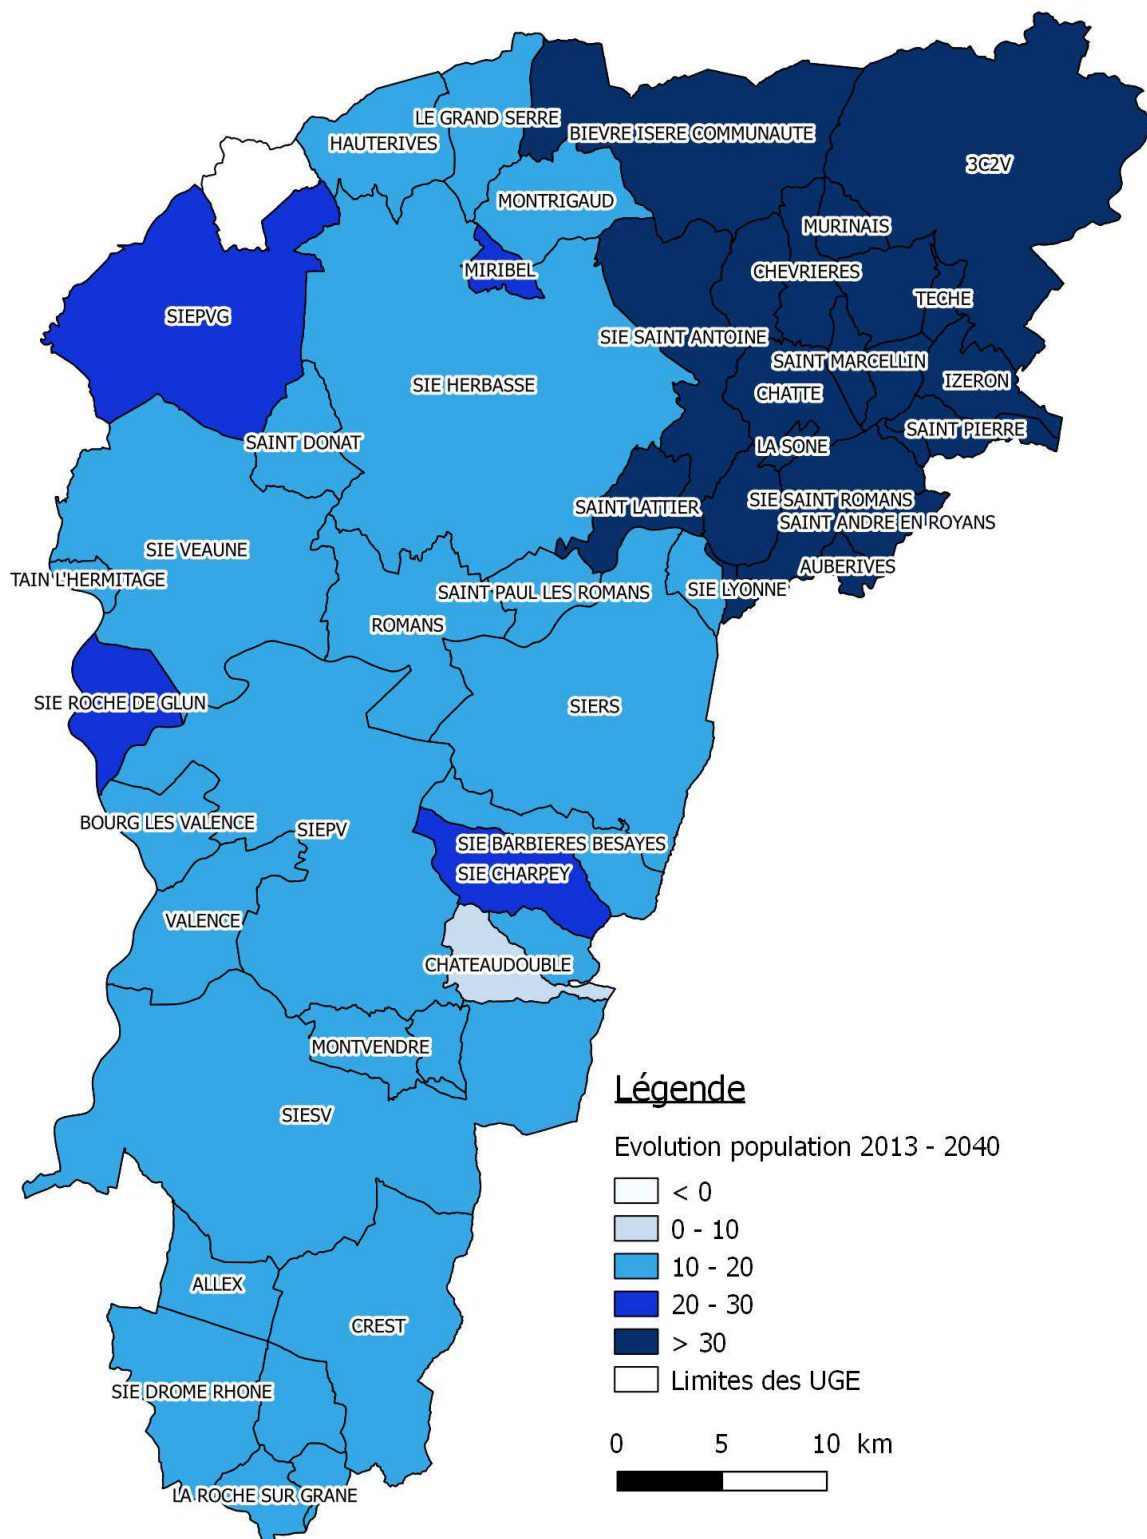 LE GRAND SERRE
BIEVRE ISERE COMMUNAUTE
HAUTERIVES
3C2V
MONTRIGAUD
MURINAIS
MIRIBEL
CHEVRIERES
TECHE
SIEPVG
SIE SAINT ANTOINE
SAINT MARCELLIN
SIE HERBASSE
IZERON
CHATTE
SAINT PIERRE
SAINT DONAT
LA SONE
SIE SAINT ROMANS
SAINT LATTIER
SAINT ANDRE EN ROYANS
SIE VEAUNE
AUBERIVES
TAIN L'HERMITAGE
SIE LYONNE
SAINT PAUL LES ROMANS
ROMANS
SIE ROCHE DE GLUN
SIERS
BOURG LES VALENCE
SIEPV
SIE BARBIERES BESAYES
SIE CHARPEY
VALENCE
CHATEAUDOUBLE
MONTVENDRE
SIESV
ALLEX
CREST
SIE DROME RHONE
LA ROCHE SUR GRANE
Légende
Evolution population 2013 - 2040
< 0
0 - 10
10 - 20
20 - 30
> 30
Limites des UGE
0 5 10 km